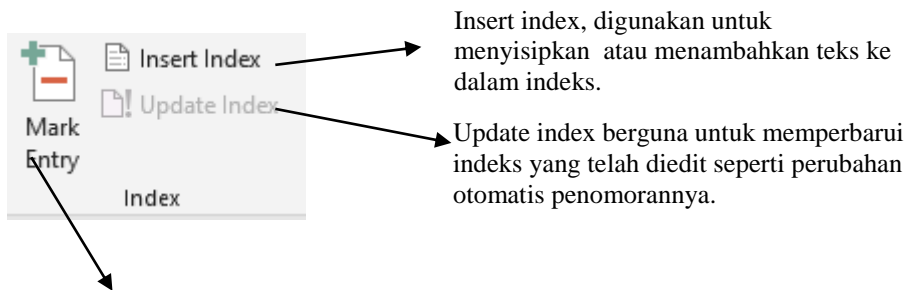 Insert Index
Update Index
Mark
Entry
Index
Insert index, digunakan untuk
menyisipkan atau menambahkan teks ke
dalam indeks.
Update index berguna untuk memperbarui
indeks yang telah diedit seperti perubahan
otomatis penomorannya.